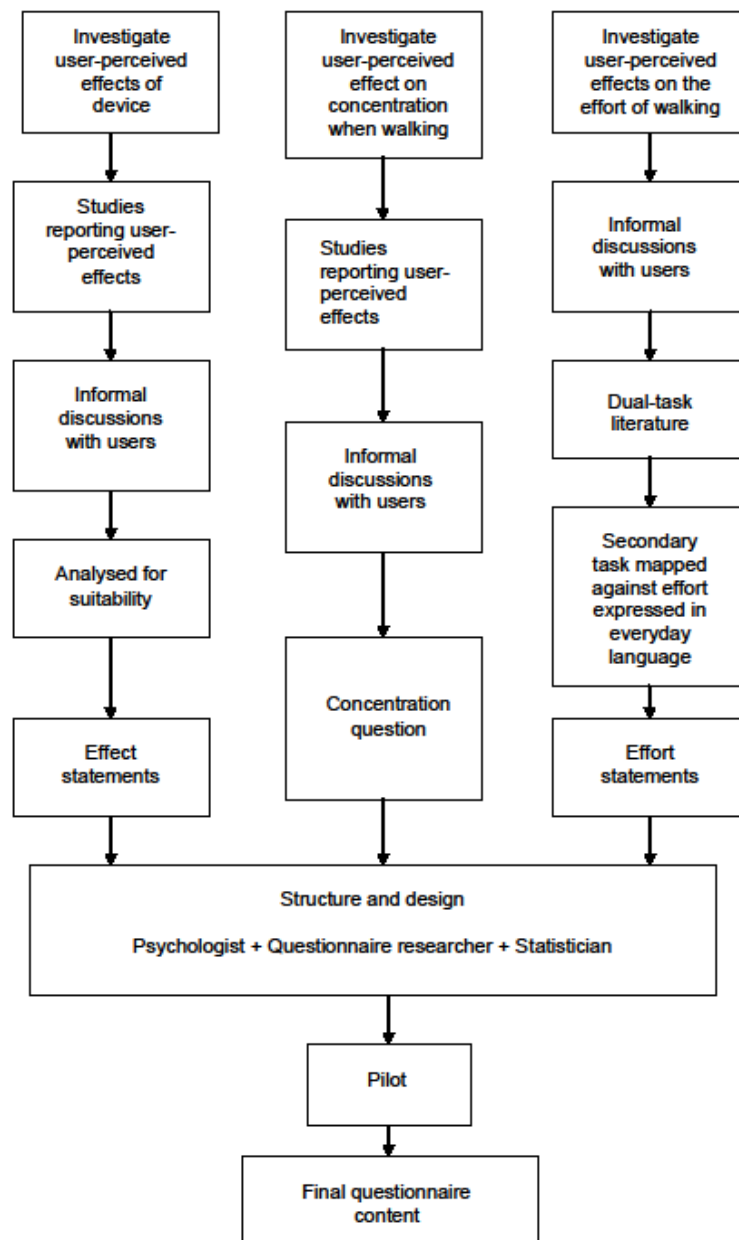 Investigate
user-perceived
effects of
device
Studies
reporting user-
perceived
effects
Informal
discussions
with users
Analysed for
suitability
Effect
statements
Investigate
user-perceived
effect on
concentration
when walking
Studies
reporting user-
perceived
effects
Informal
discussions
with users
Concentration
question
Investigate
user-perceived
effects on the
effort of walking
Informal
discussions
with users
Dual-task
literature
Secondary
task mapped
against effort
expressed in
everyday
language
Effort
statements
Structure and design
Psychologist + Questionnaire researcher + Statistician
Pilot
Final questionnaire
content